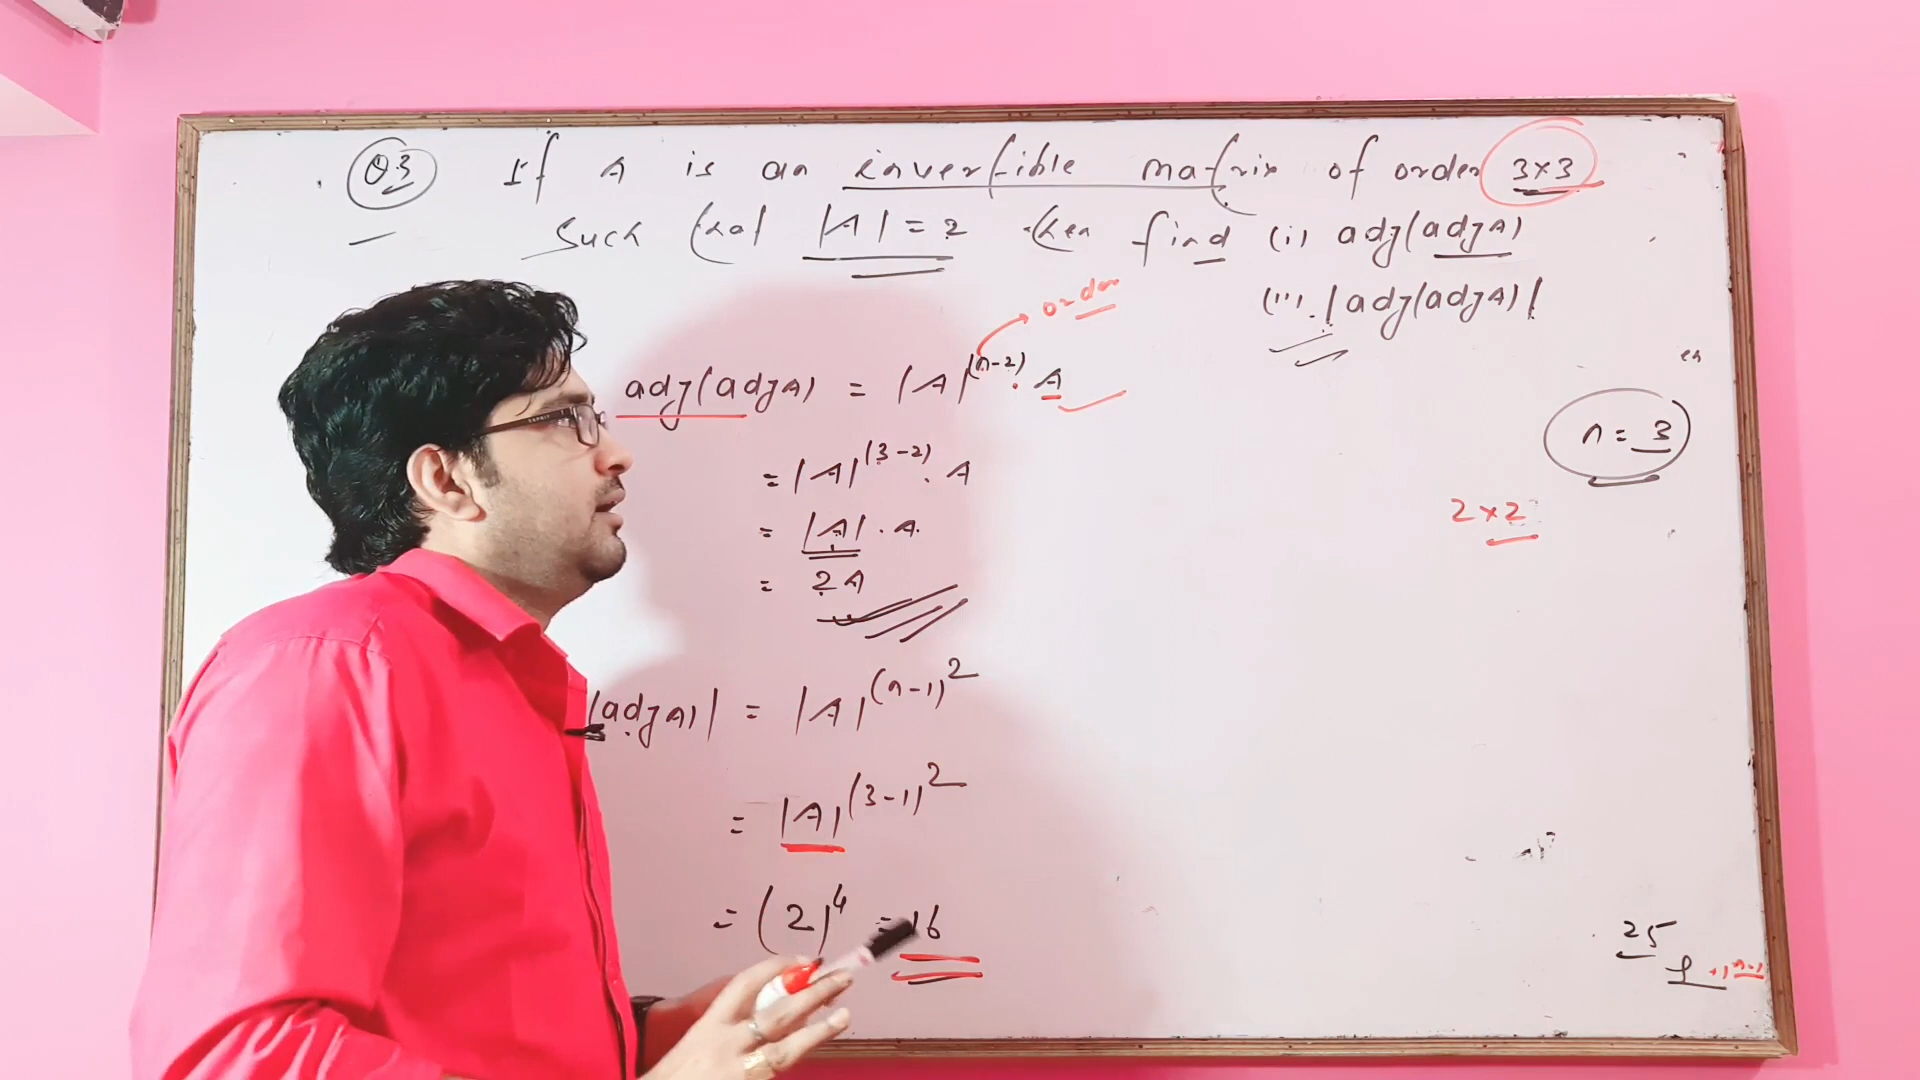 Q.3 If A is an invertible matrix of order 3×3
Such that |A| = 2 then find (i) adj(adjA)
(ii). |adj(adjA)|
order
adj(adjA) = |A|^(n-2) . A
n = 3
= |A|^(3-2) . A
2×2
= |A| . A.
= 2A
(adjA)| = |A|^(n-1)^2
= |A|^(3-1)^2
= (2)^4 = 16
25